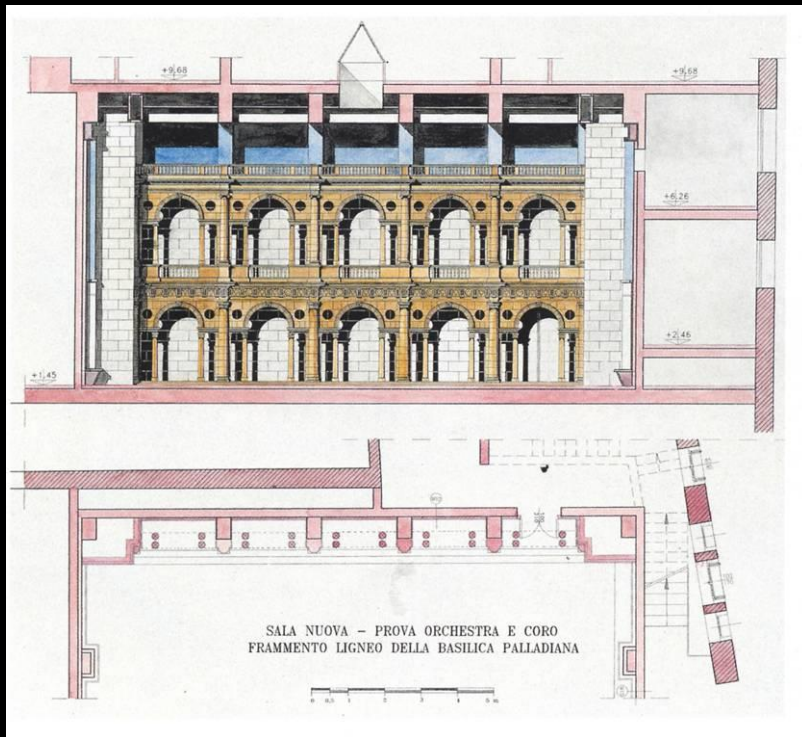 +9,68
+9,68
+6,26
+2,46
+1,45
SALA NUOVA – PROVA ORCHESTRA E CORO
FRAMMENTO LIGNEO DELLA BASILICA PALLADIANA
0 0,5 1 2 3 4 5 m